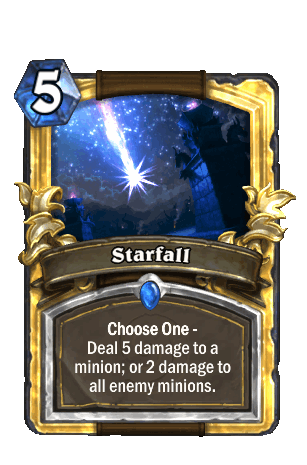 5
Starfall
Choose One -
Deal 5 damage to a
minion; or 2 damage to
all enemy minions.